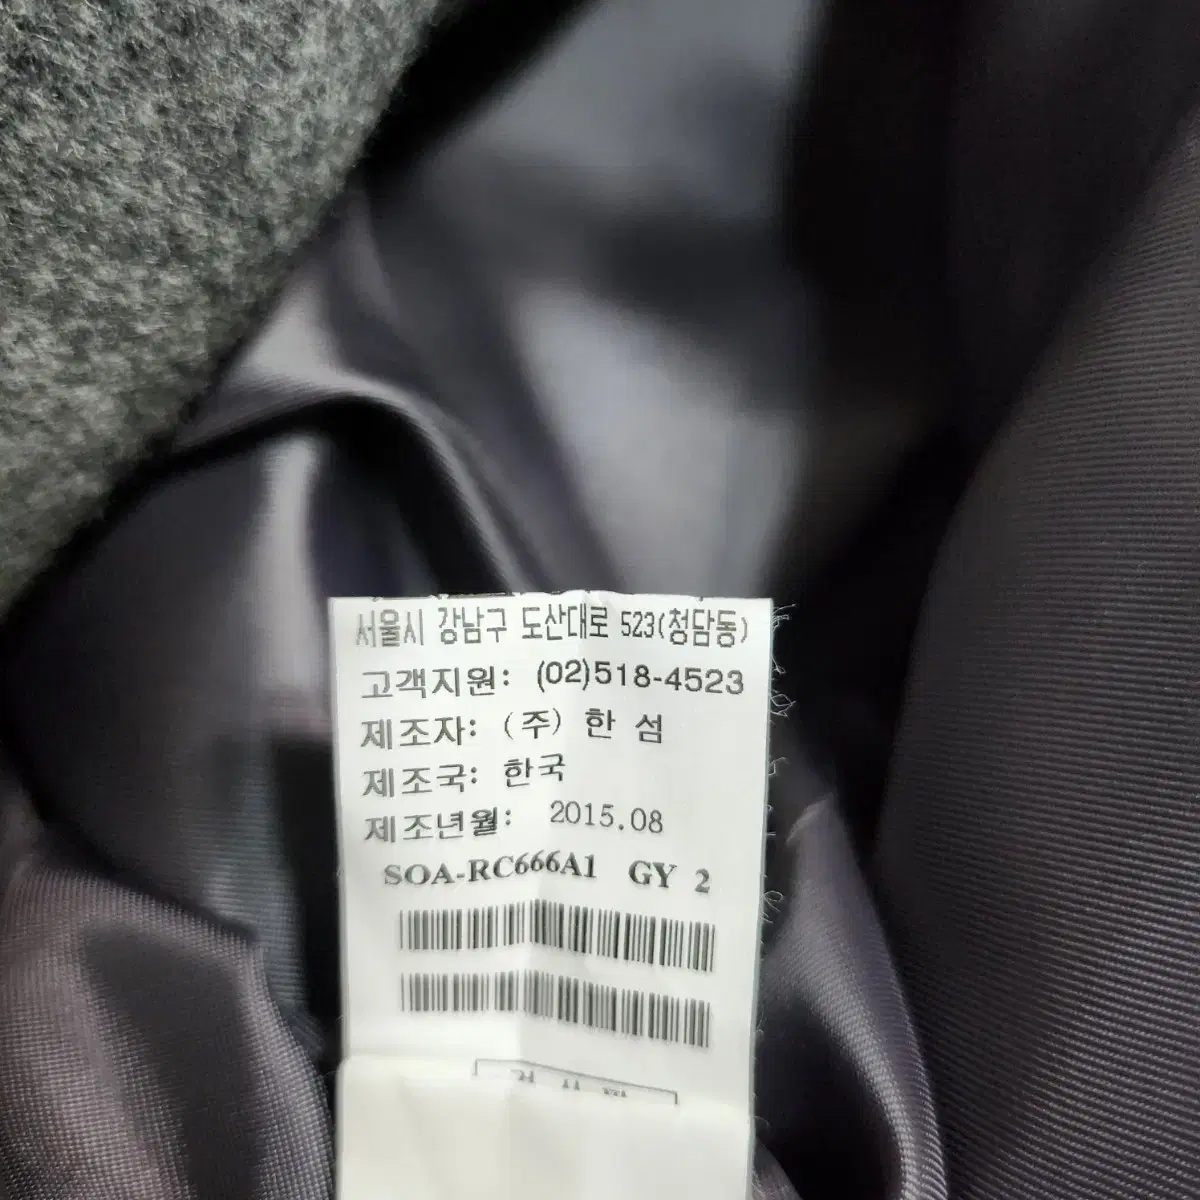 서울시 강남구 도산대로 523(청담동)
고객지원: (02)518-4523
제조자: (주) 한 섬
제조국: 한국
제조년월: 2015.08
SOA-RC666A1 GY 2